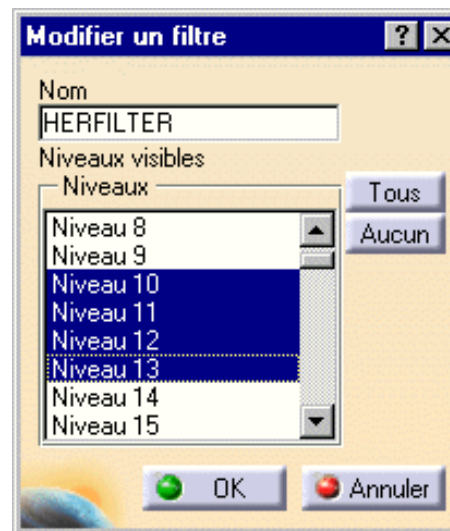 Modifier un filtre ? X
Nom
HERFILTER
Niveaux visibles
Niveaux
Tous
Aucun
Niveau 8
Niveau 9
Niveau 10
Niveau 11
Niveau 12
Niveau 13
Niveau 14
Niveau 15
OK Annuler